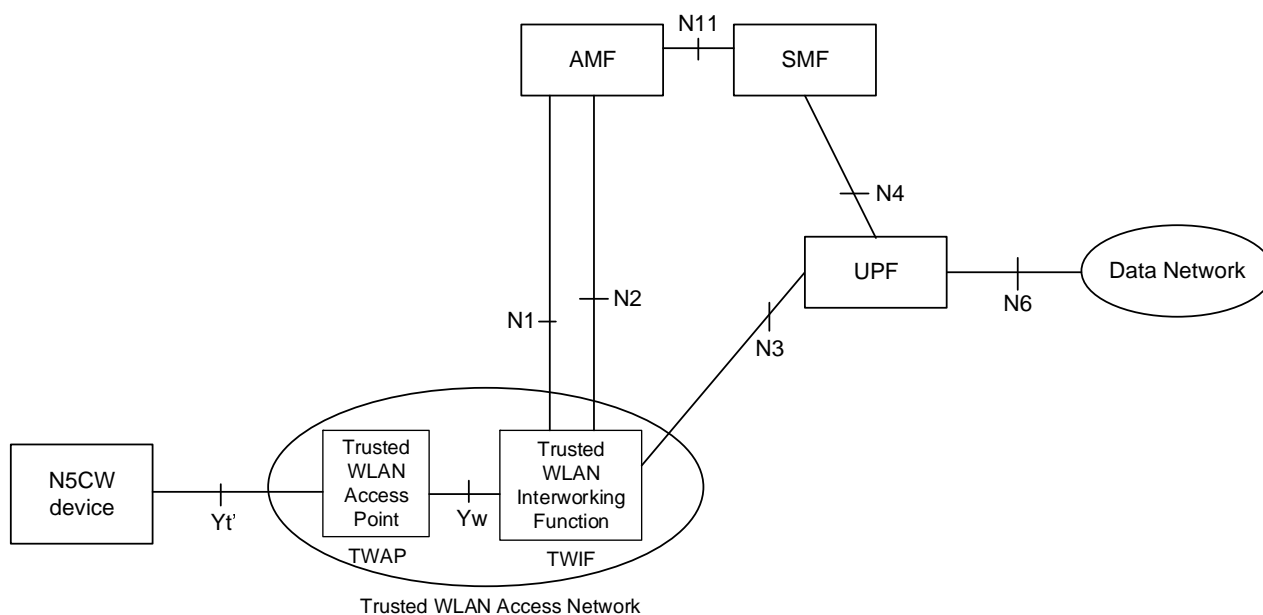 N11
AMF
SMF
N4
UPF
Data Network
N6
N2
N1
N3
N5CW
device
Yt'
Trusted
WLAN
Access
Point
Yw
Trusted
WLAN
Interworking
Function
TWAP
TWIF
Trusted WLAN Access Network